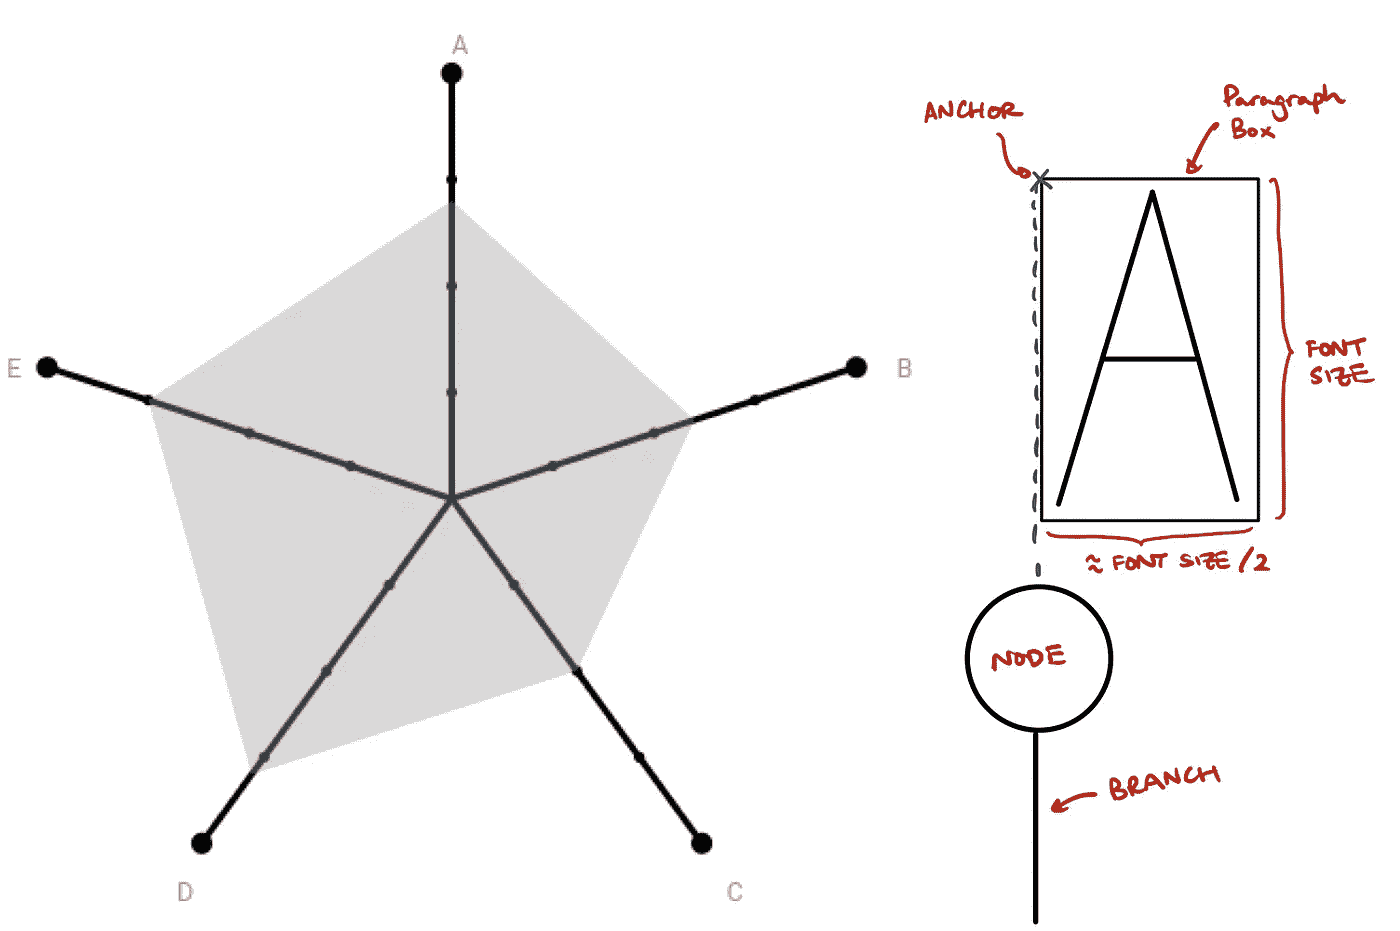 A
E
B
D
C
ANCHOR
Paragraph
Box
FONT
SIZE
≈ FONT SIZE /2
NODE
BRANCH